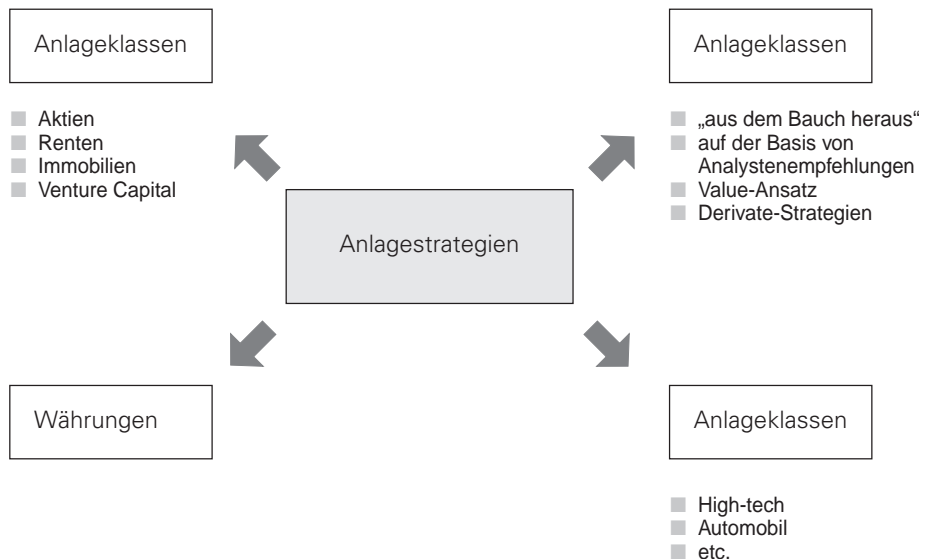 Anlageklassen
Aktien
Renten
Immobilien
Venture Capital
Anlageklassen
„aus dem Bauch heraus“
auf der Basis von
Analystenempfehlungen
Value-Ansatz
Derivate-Strategien
Anlagestrategien
Währungen
Anlageklassen
High-tech
Automobil
etc.